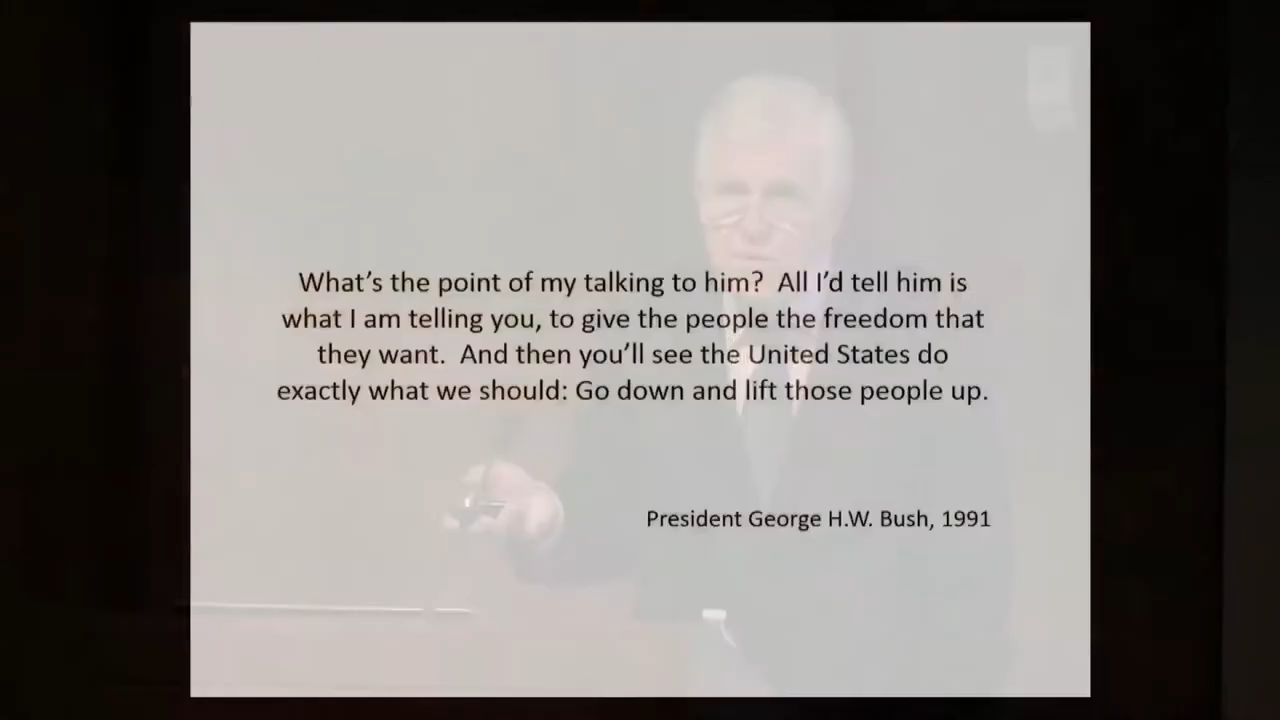 What’s the point of my talking to him?  All I’d tell him is
what I am telling you, to give the people the freedom that
they want.  And then you’ll see the United States do
exactly what we should: Go down and lift those people up.
President George H.W. Bush, 1991